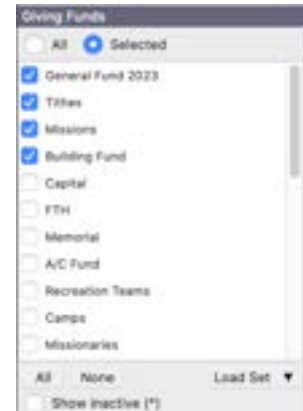 Giving Funds
All Selected
General Fund 2023
Tithes
Missions
Building Fund
Capital
FTH
Memorial
A/C Fund
Recreation Teams
Camps
Missionaries
All None Load Set ▼
Show inactive (*)